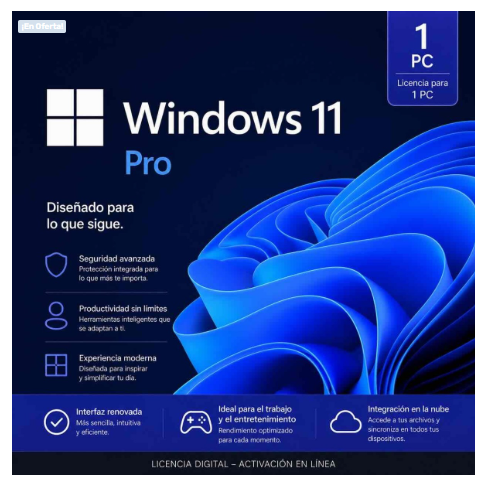 ¡En Oferta!
1
PC
Licencia para
1 PC
Windows 11
Pro
Diseñado para
lo que sigue.
Seguridad avanzada
Protección integrada para
lo que más te importa.
Productividad sin límites
Herramientas inteligentes que
se adaptan a ti.
Experiencia moderna
Diseñada para inspirar
y simplificar tu día.
Interfaz renovada
Más sencilla, intuitiva
y eficiente.
Ideal para el trabajo
y el entretenimiento
Rendimiento optimizado
para cada momento.
Integración en la nube
Accede a tus archivos y
sincroniza en todos tus
dispositivos.
LICENCIA DIGITAL – ACTIVACIÓN EN LÍNEA